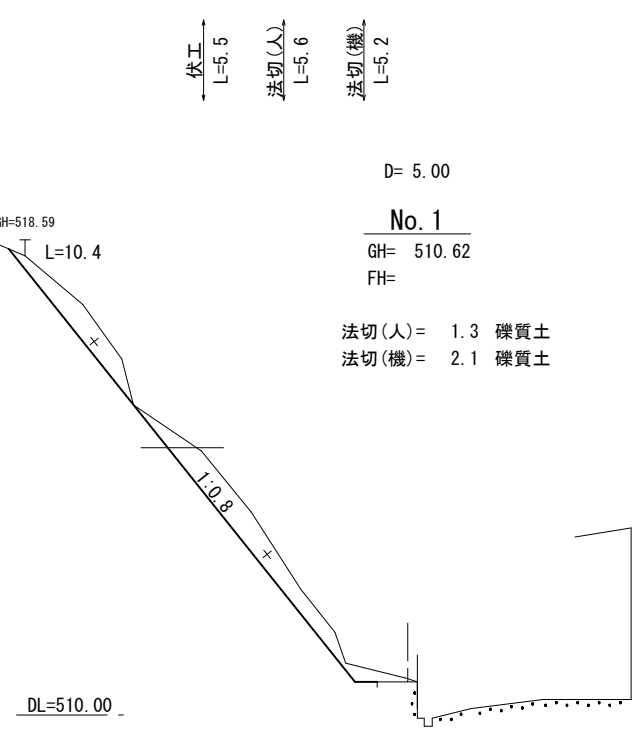 伏工
L=5.5
法切(人)
L=5.6
法切(機)
L=5.2
D= 5.00
No.1
GH= 510.62
FH=
GH=518.59
L=10.4
法切(人)= 1.3 礫質土
法切(機)= 2.1 礫質土
1:0.8
DL=510.00